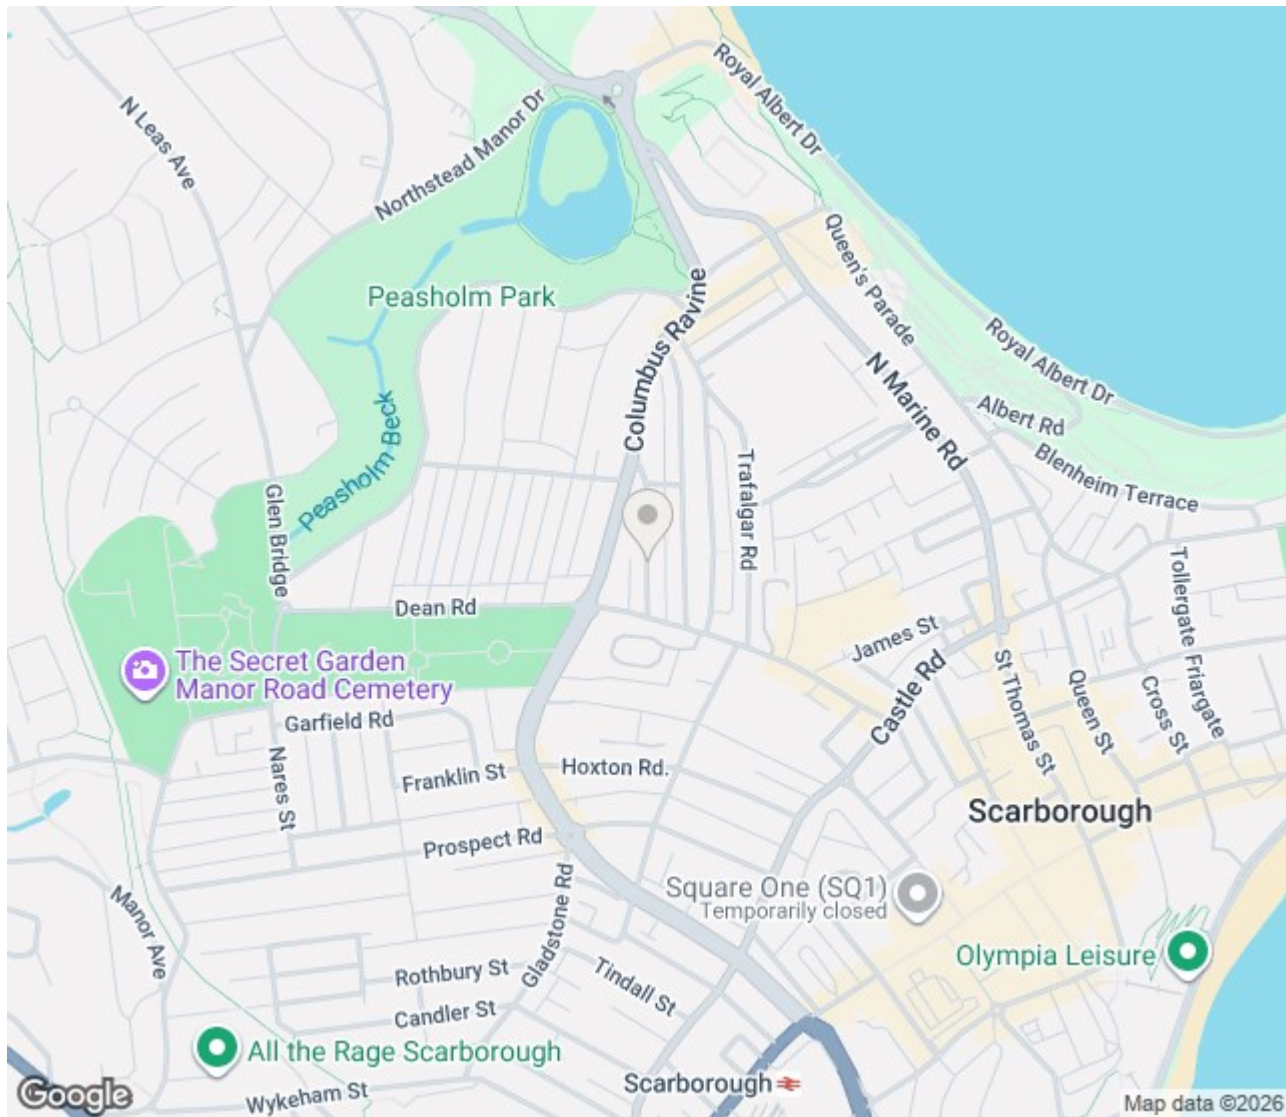 Royal Albert Dr
N Leas Ave
Northstead Manor Dr
Queen's Parade
Peasholm Park
Columbus Ravine
Royal Albert Dr
N Marine Rd
Albert Rd
Peasholm Beck
Blenheim Terrace
Trafalgar Rd
Glen Bridge
Tollergate
Friargate
Dean Rd
James St
The Secret Garden
Manor Road Cemetery
Castle Rd
St Thomas St
Queen St
Cross St
Garfield Rd
Nares St
Franklin St
Hoxton Rd.
Scarborough
Prospect Rd
Square One (SQ1)
Temporarily closed
Manor Ave
Gladstone Rd
Olympia Leisure
Rothbury St
Tindall St
Candler St
All the Rage Scarborough
Scarborough
Wykeham St
Google
Map data ©2026